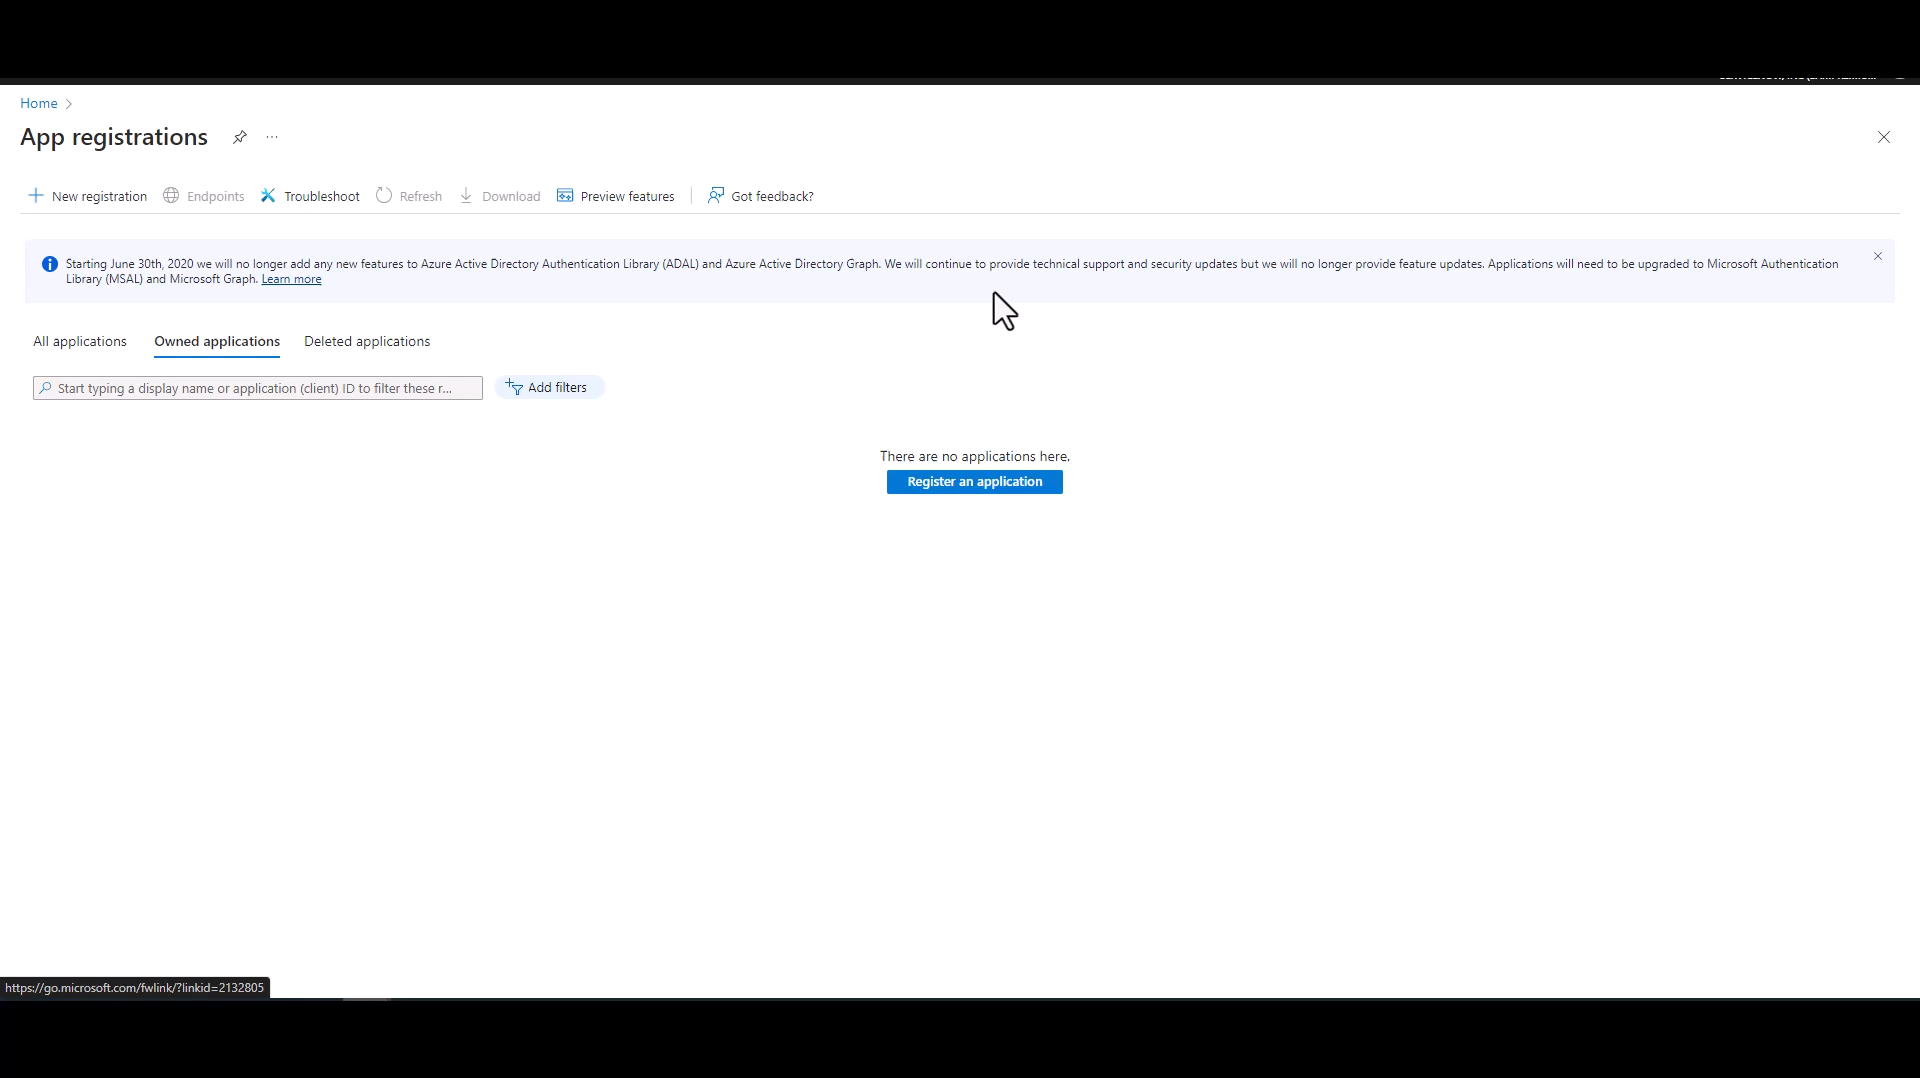 Home
App registrations
New registration Endpoints Troubleshoot Refresh Download Preview features Got feedback?
Starting June 30th, 2020 we will no longer add any new features to Azure Active Directory Authentication Library (ADAL) and Azure Active Directory Graph. We will continue to provide technical support and security updates but we will no longer provide feature updates. Applications will need to be upgraded to Microsoft Authentication
Library (MSAL) and Microsoft Graph. Learn more
All applications Owned applications Deleted applications
Start typing a display name or application (client) ID to filter these r... Add filters
There are no applications here.
Register an application
https://go.microsoft.com/fwlink/?linkid=2132805